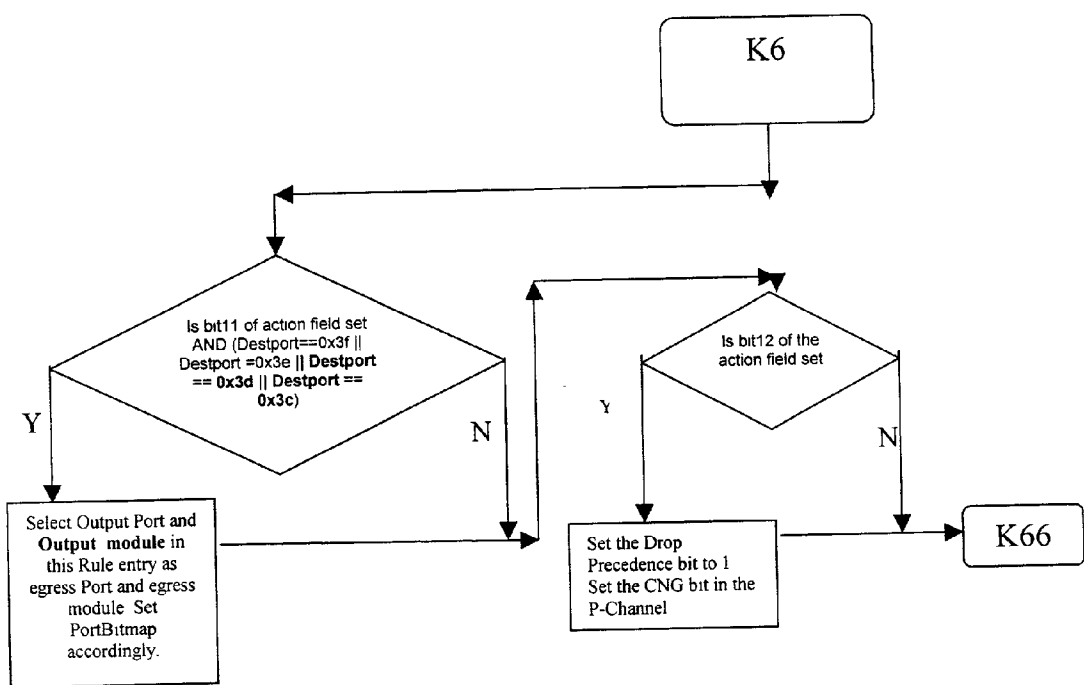 K6
Is bit11 of action field set
AND (Destport==0x3f ||
Destport =0x3e || Destport
== 0x3d || Destport ==
0x3c)
Y
N
Select Output Port and
Output module in
this Rule entry as
egress Port and egress
module Set
PortBitmap
accordingly.
Is bit12 of the
action field set
Y
N
Set the Drop
Precedence bit to 1
Set the CNG bit in the
P-Channel
K66